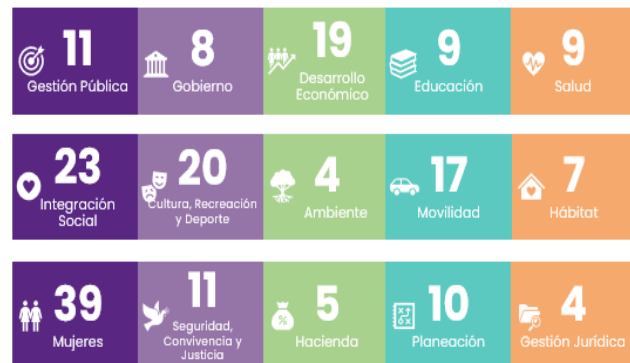 11
Gestión Pública
8
Gobierno
19
Desarrollo
Económico
9
Educación
9
Salud
23
Integración
Social
20
Cultura, Recreación
y Deporte
4
Ambiente
17
Movilidad
7
Hábitat
39
Mujeres
11
Seguridad,
Convivencia y
Justicia
%
5
Hacienda
10
Planeación
4
Gestión Jurídica